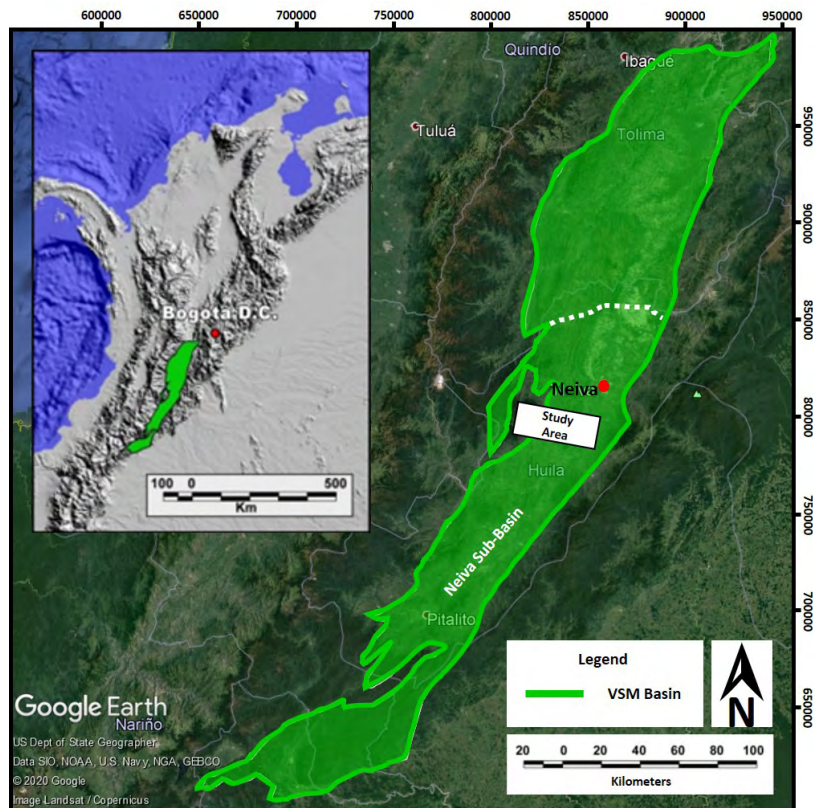 600000 650000 700000 750000 800000 850000 900000 950000
Quindío
Ibagué
Tuluá
Tolima
Bogota D.C.
100 0 500
Km
Neiva
Study
Area
Huila
Neiva Sub-Basin
Pitalito
950000
900000
850000
800000
750000
700000
650000
Legend
VSM Basin
N
20 0 20 40 60 80 100
Kilometers
Google Earth
Nariño
US Dept of State Geographer
Data SIO, NOAA, U.S. Navy, NGA, GEBCO
© 2020 Google
Image Landsat / Copernicus